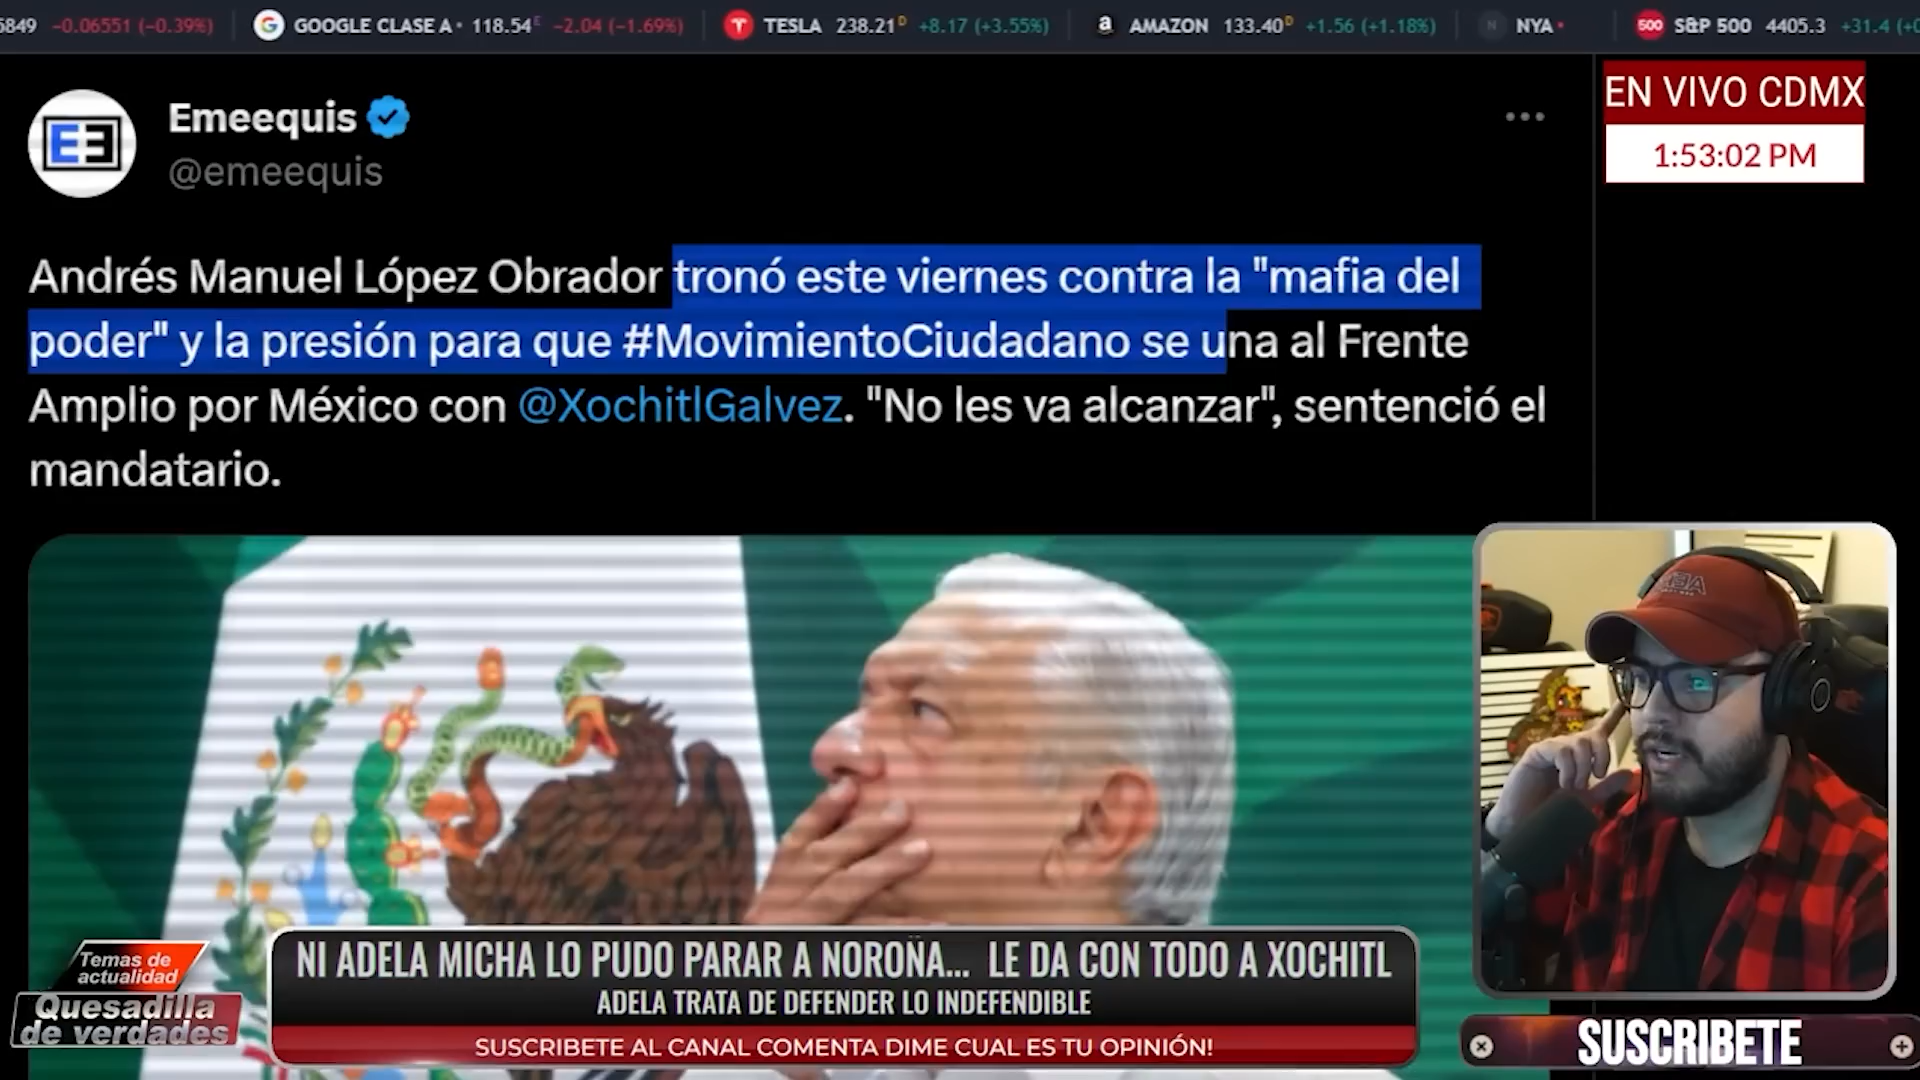 5849 -0.06551 (-0.39%) GOOGLE CLASE A 118.54 E -2.04 (-1.69%) TESLA 238.21 D +8.17 (+3.55%) AMAZON 133.40 D +1.56 (+1.18%) N NYA 500 S&P 500 4405.3 +31.4
EN VIVO CDMX
1:53:02 PM
Emeequis
@emeequis
Andrés Manuel López Obrador tronó este viernes contra la "mafia del
poder" y la presión para que #MovimientoCiudadano se una al Frente
Amplio por México con @XochitlGalvez. "No les va alcanzar", sentenció el
mandatario.
Temas de
actualidad
Quesadilla
de verdades
NI ADELA MICHA LO PUDO PARAR A NOROÑA... LE DA CON TODO A XOCHITL
ADELA TRATA DE DEFENDER LO INDEFENDIBLE
SUSCRIBETE AL CANAL COMENTA DIME CUAL ES TU OPINIÓN!
SUSCRIBETE